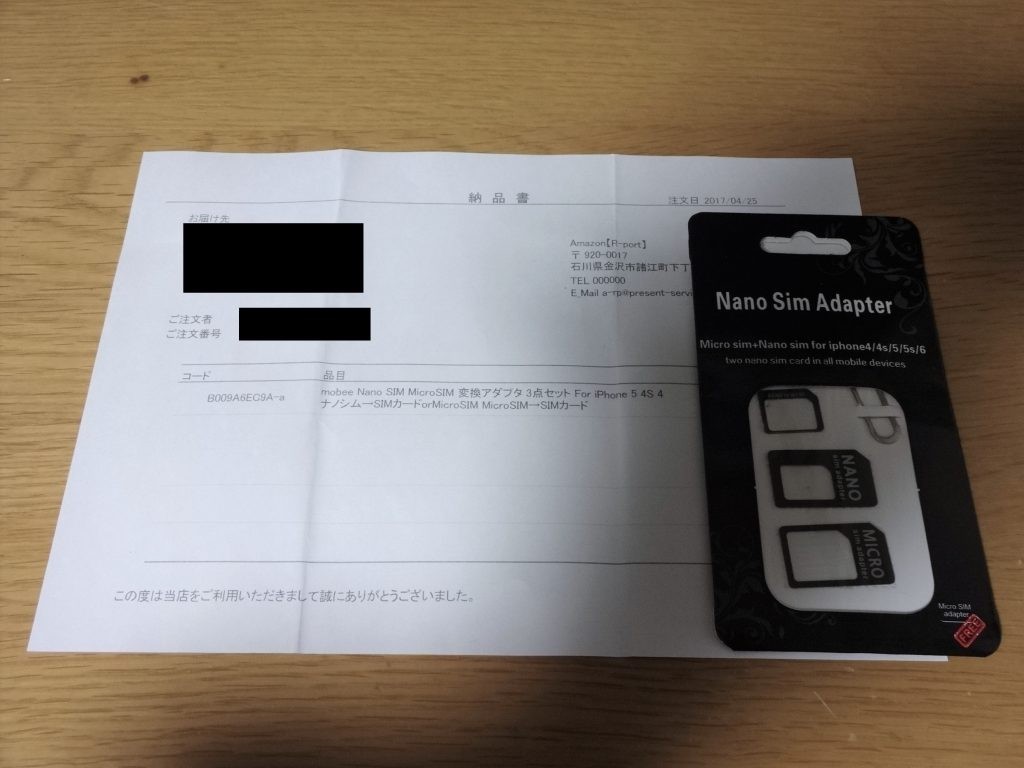 納品書
注文日 2017/04/25
お届け先
Amazon【R-port】
〒 920-0017
石川県金沢市諸江町下丁
TEL 000000
E Mail a-rp@present-servi
ご注文者
ご注文番号
コード 品目
B009A6EC9A-a
mobee Nano SIM MicroSIM 変換アダプタ 3点セット For iPhone 5 4S 4
ナノシム→SIMカードorMicroSIM MicroSIM→SIMカード
この度は当店をご利用いただきまして誠にありがとうございました。
Nano Sim Adapter
Micro sim+Nano sim for iphone4/4s/5/5s/6
two nano sim card in all mobile devices
NANO
sim adapter
MICRO
sim adapter
Micro SIM
adapter
FREE